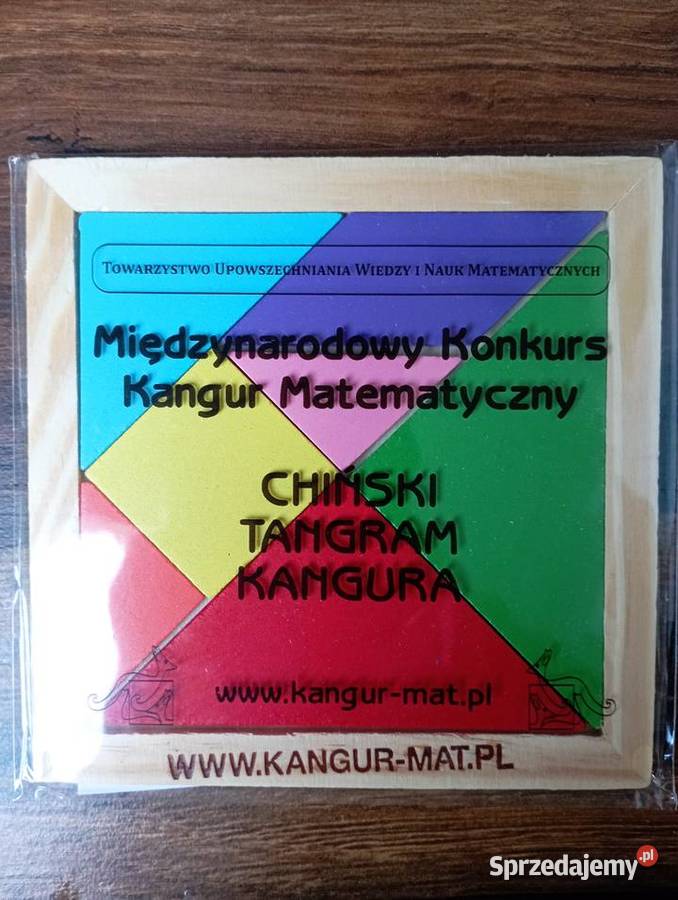 Towarzystwo Upowszechniania Wiedzy i Nauk Matematycznych
Międzynarodowy Konkurs
Kangur Matematyczny
CHIŃSKI
TANGRAM
KANGURA
www.kangur-mat.pl
WWW.KANGUR-MAT.PL
Sprzedajemy.pl